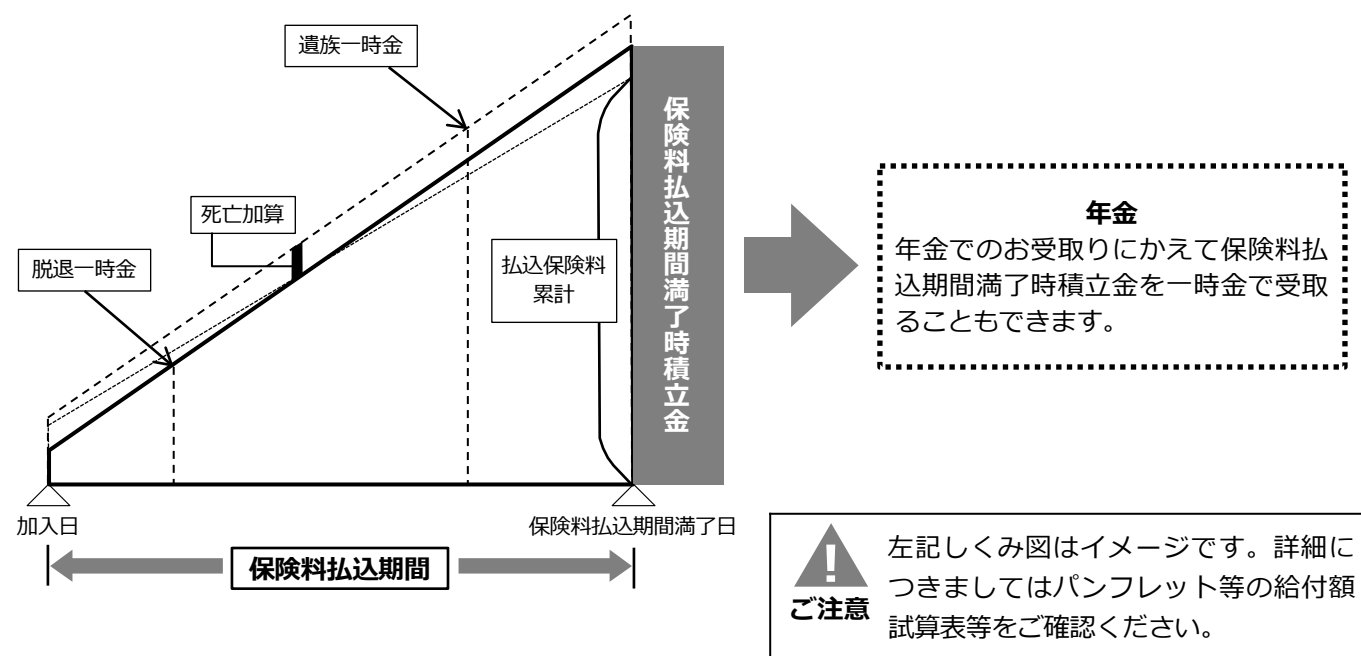 遺族一時金
死亡加算
脱退一時金
払込保険料
累計
保険料払込期間満了時積立金
年金
年金でのお受取りにかえて保険料払
込期間満了時積立金を一時金で受取
ることもできます。
加入日
保険料払込期間満了日
保険料払込期間
!
ご注意
左記しくみ図はイメージです。詳細に
つきましてはパンフレット等の給付額
試算表等をご確認ください。